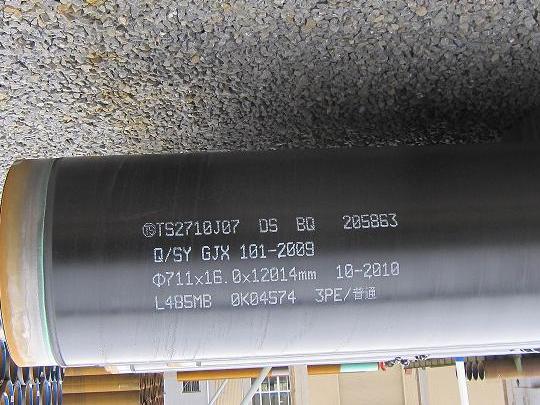 TS2710J07 DS BQ 205863
Q/SY GJX 101-2009
Φ711x16.0x12014mm 10-2010
L485MB 0K04574 3PE/普通